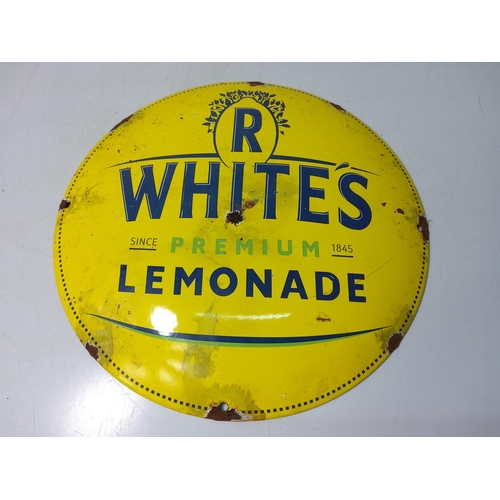 R
WHITE'S
SINCE PREMIUM 1845
LEMONADE